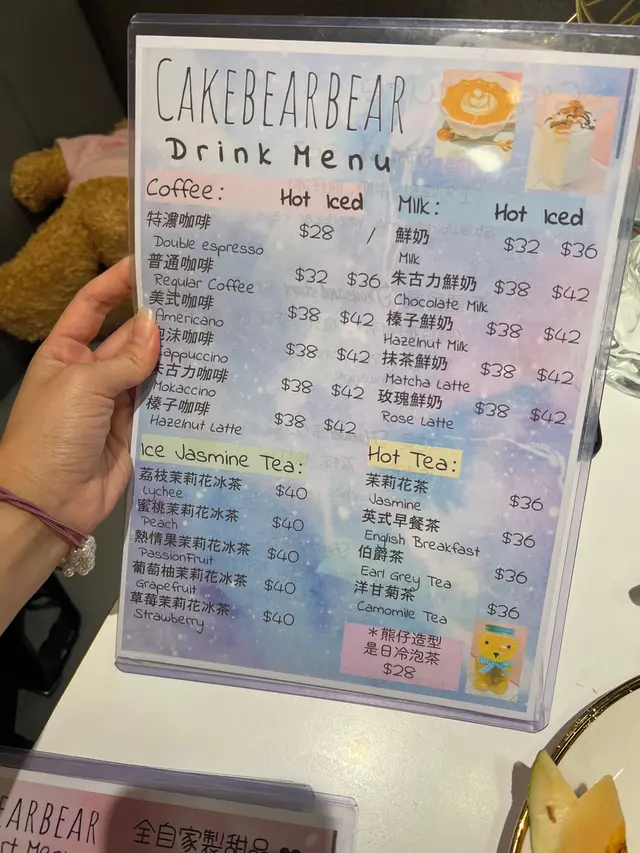 CAKEBEARBEAR
Drink Menu
Coffee: Hot Iced
特濃咖啡
Double espresso $28 /
普通咖啡
Regular Coffee $32 $36
美式咖啡
Americano $38 $42
泡沫咖啡
Cappuccino $38 $42
朱古力咖啡
Mokaccino $38 $42
榛子咖啡
Hazelnut Latte $38 $42
Milk: Hot Iced
鮮奶
Milk $32 $36
朱古力鮮奶
Chocolate Milk $38 $42
榛子鮮奶
Hazelnut Milk $38 $42
抹茶鮮奶
Matcha Latte $38 $42
玫瑰鮮奶
Rose Latte $38 $42
Ice Jasmine Tea:
荔枝茉莉花冰茶
Lychee $40
蜜桃茉莉花冰茶
Peach $40
熱情果茉莉花冰茶
Passionfruit $40
葡萄柚茉莉花冰茶
Grapefruit $40
草莓茉莉花冰茶
Strawberry $40
Hot Tea:
茉莉花茶
Jasmine $36
英式早餐茶
English Breakfast $36
伯爵茶
Earl Grey Tea $36
洋甘菊茶
Camomile Tea $36
*熊仔造型
是日冷泡茶
$28
EARBEAR
全自家製甜品